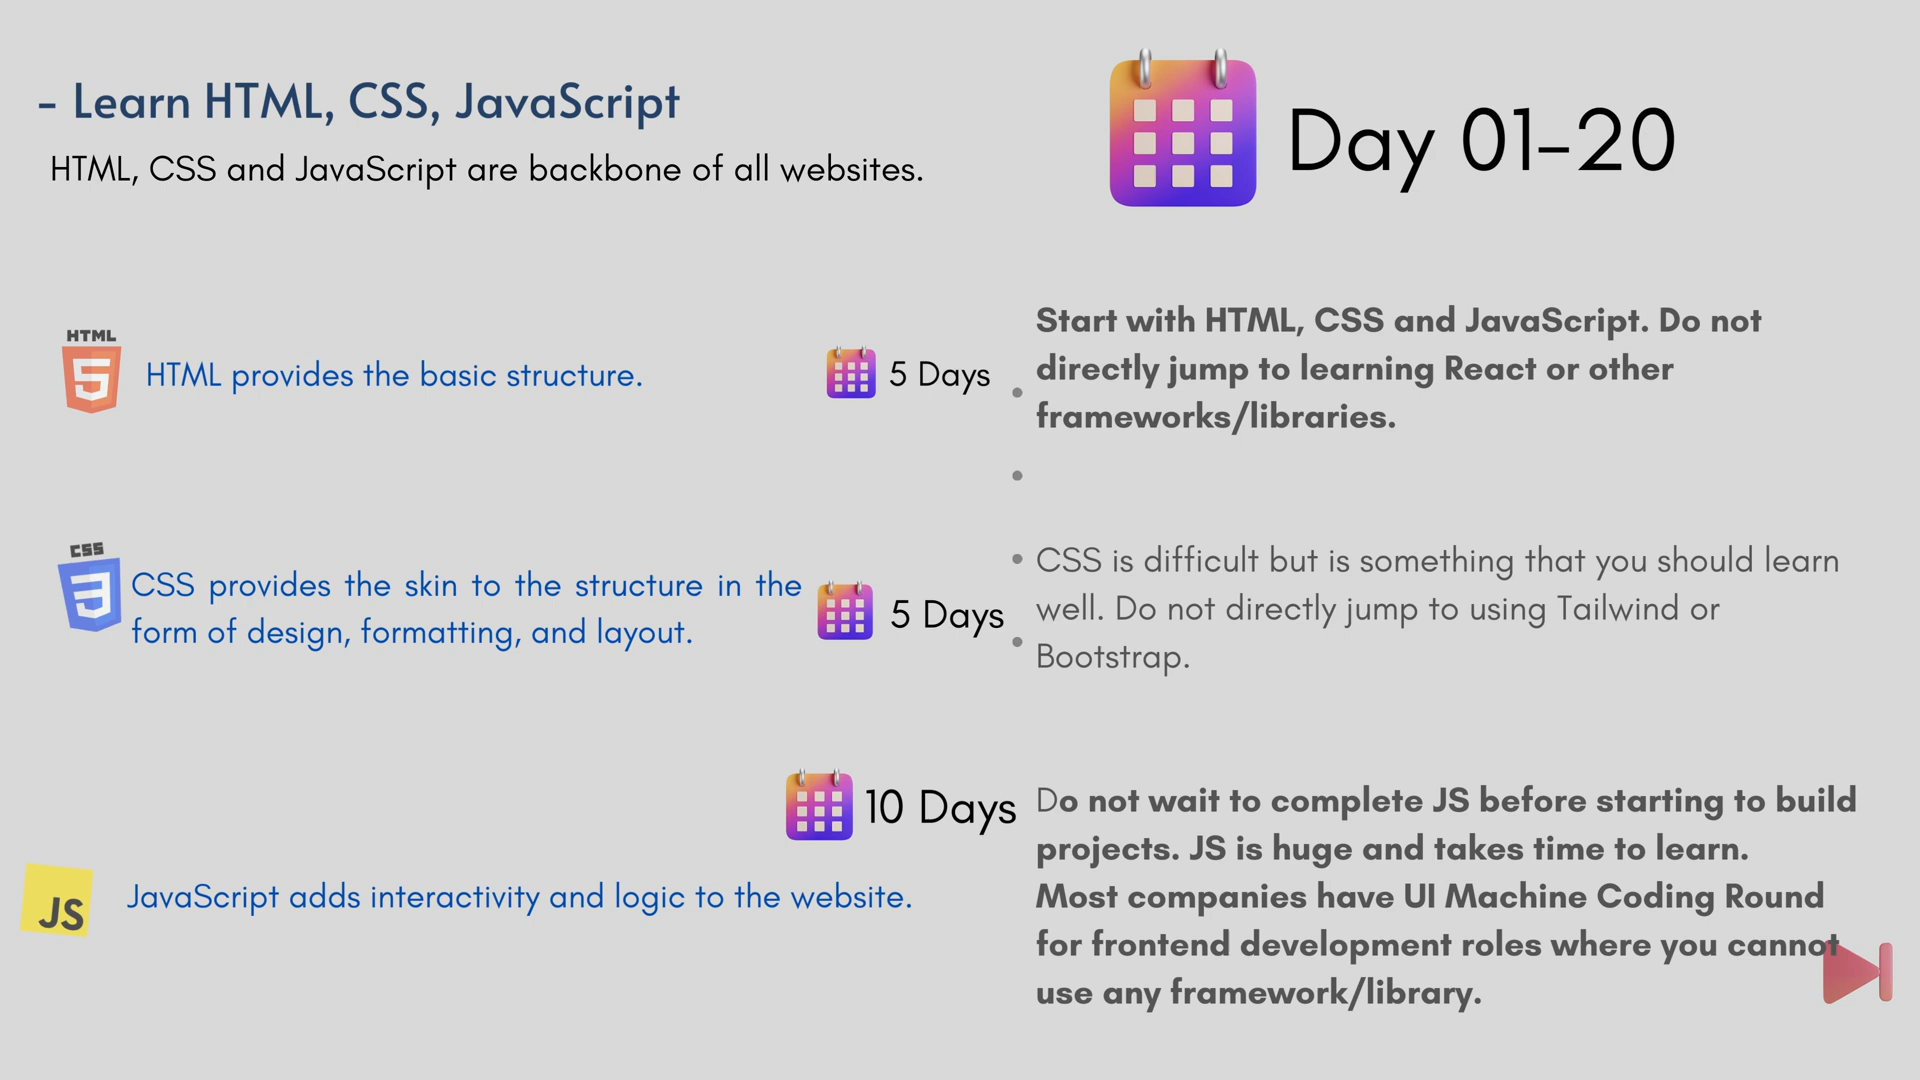 - Learn HTML, CSS, JavaScript
HTML, CSS and JavaScript are backbone of all websites.
Day 01-20
HTML
5
HTML provides the basic structure.
5 Days
Start with HTML, CSS and JavaScript. Do not
directly jump to learning React or other
frameworks/libraries.
CSS
3
CSS provides the skin to the structure in the
form of design, formatting, and layout.
5 Days
CSS is difficult but is something that you should learn
well. Do not directly jump to using Tailwind or
Bootstrap.
10 Days
JS
JavaScript adds interactivity and logic to the website.
Do not wait to complete JS before starting to build
projects. JS is huge and takes time to learn.
Most companies have UI Machine Coding Round
for frontend development roles where you cannot
use any framework/library.